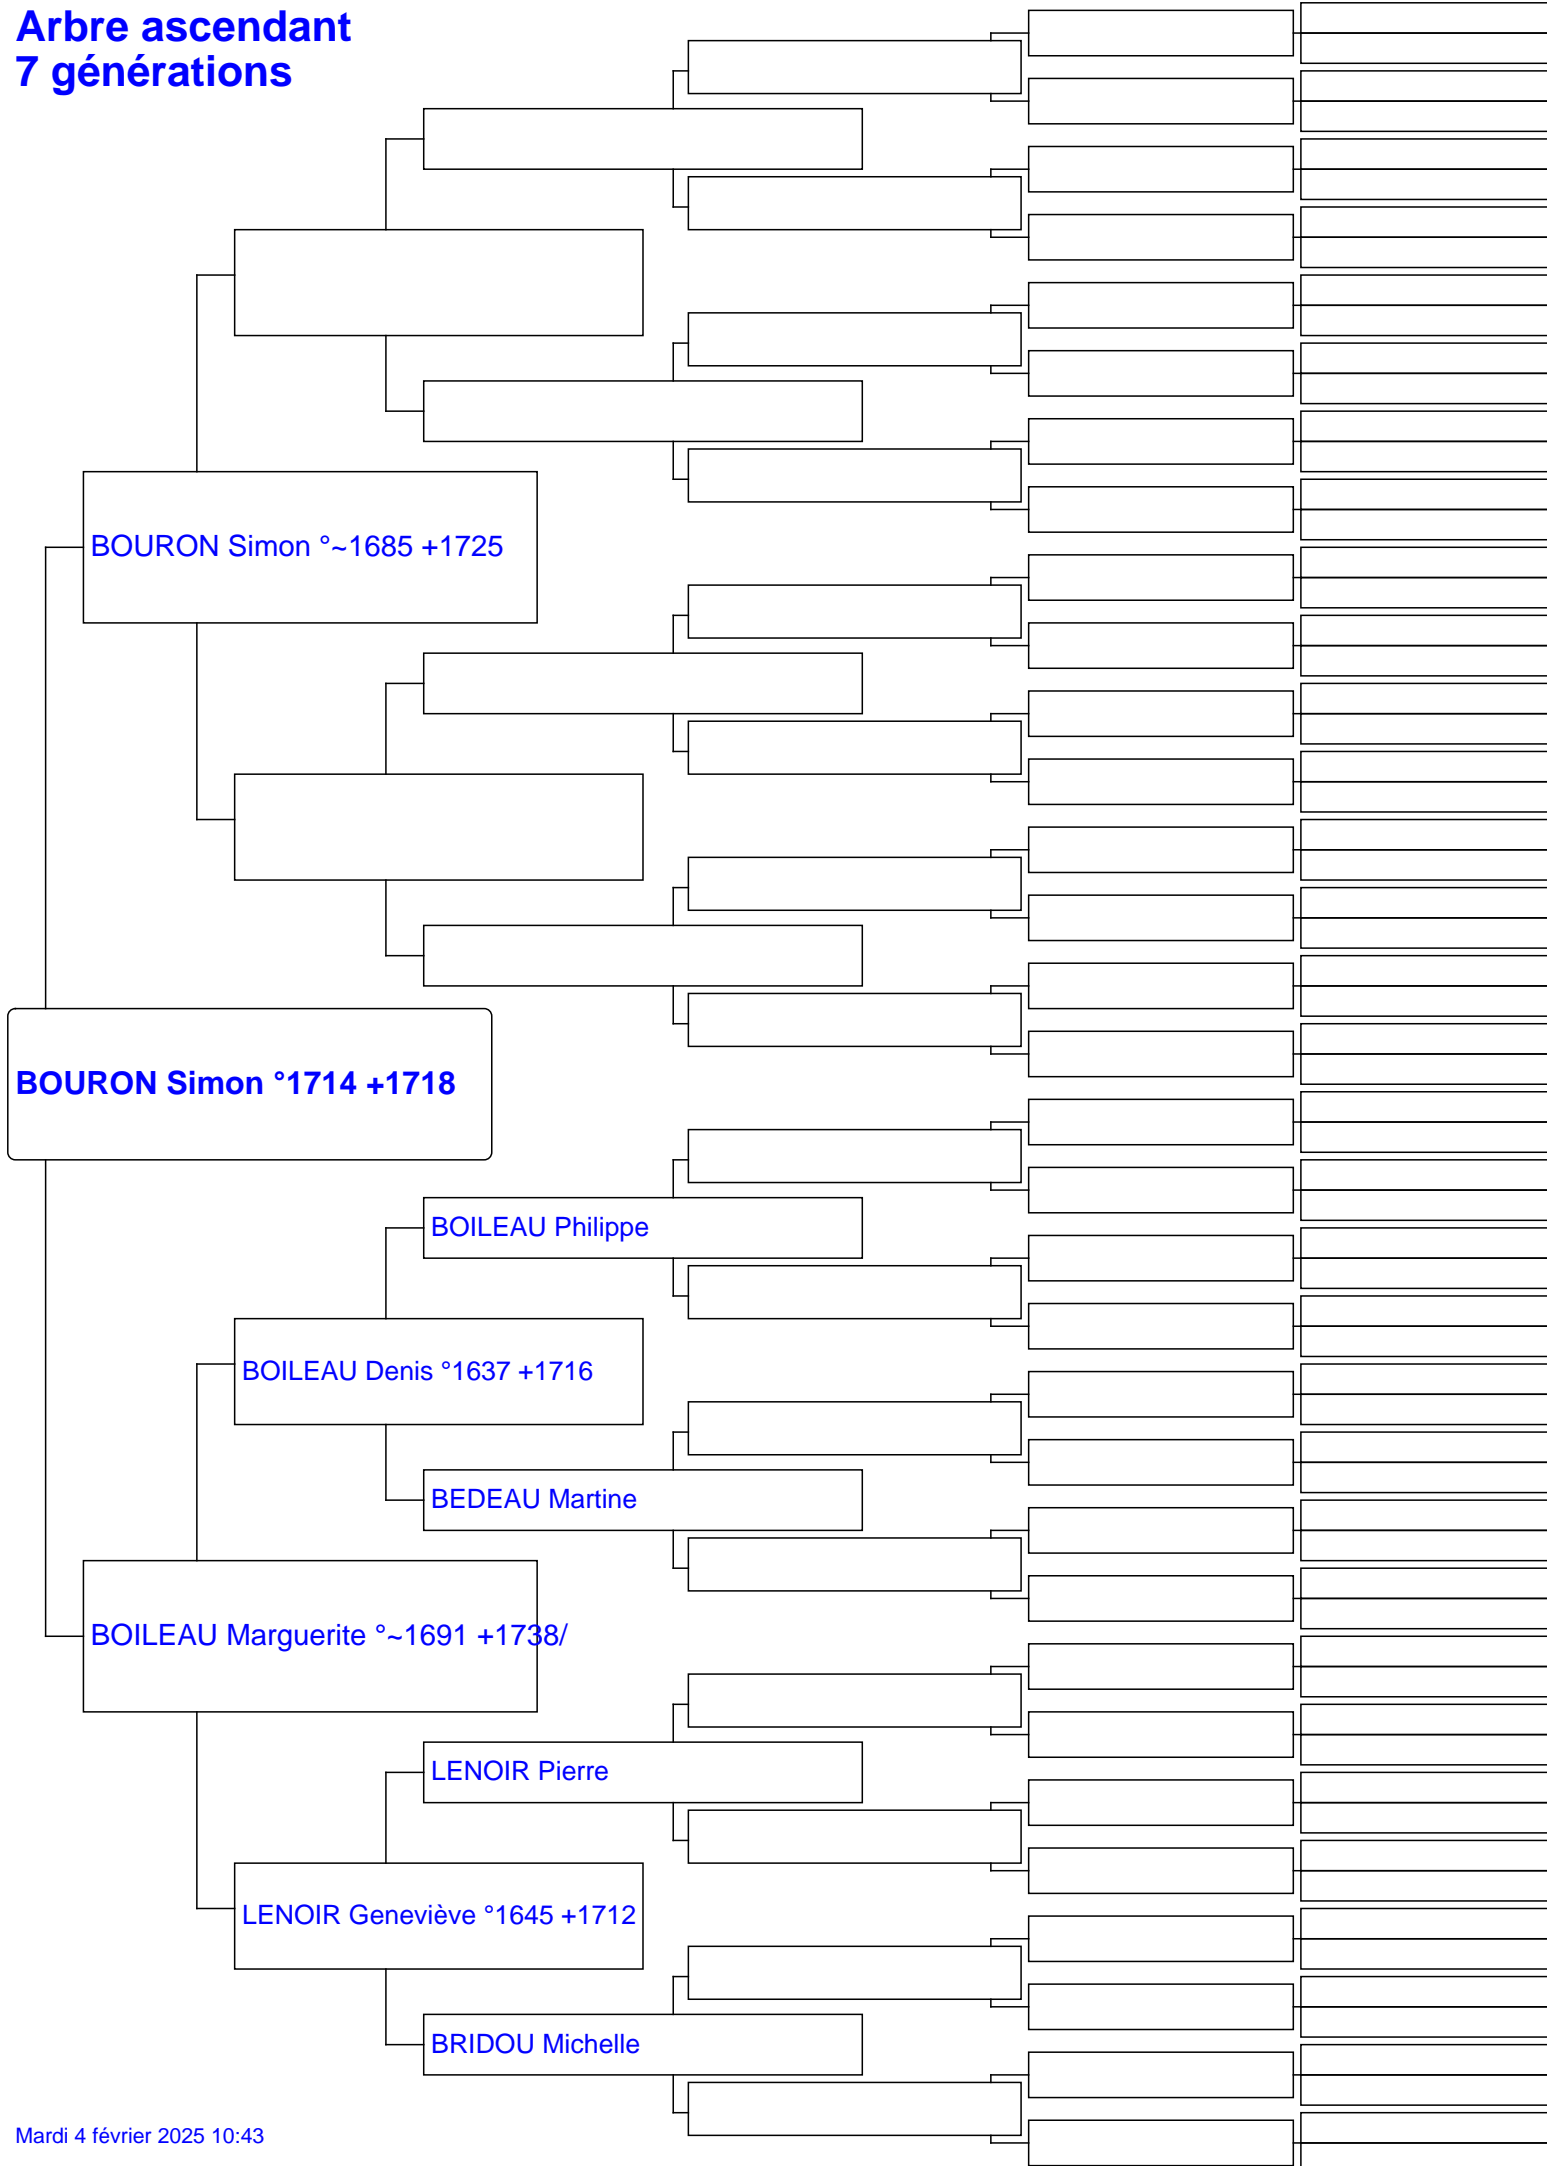 Arbre ascendant
7 générations
BOURON Simon °~1685 +1725
BOURON Simon °1714 +1718
BOILEAU Philippe
BOILEAU Denis °1637 +1716
BEDEAU Martine
BOILEAU Marguerite °~1691 +1738/
LENOIR Pierre
LENOIR Geneviève °1645 +1712
BRIDOU Michelle
Mardi 4 février 2025 10:43